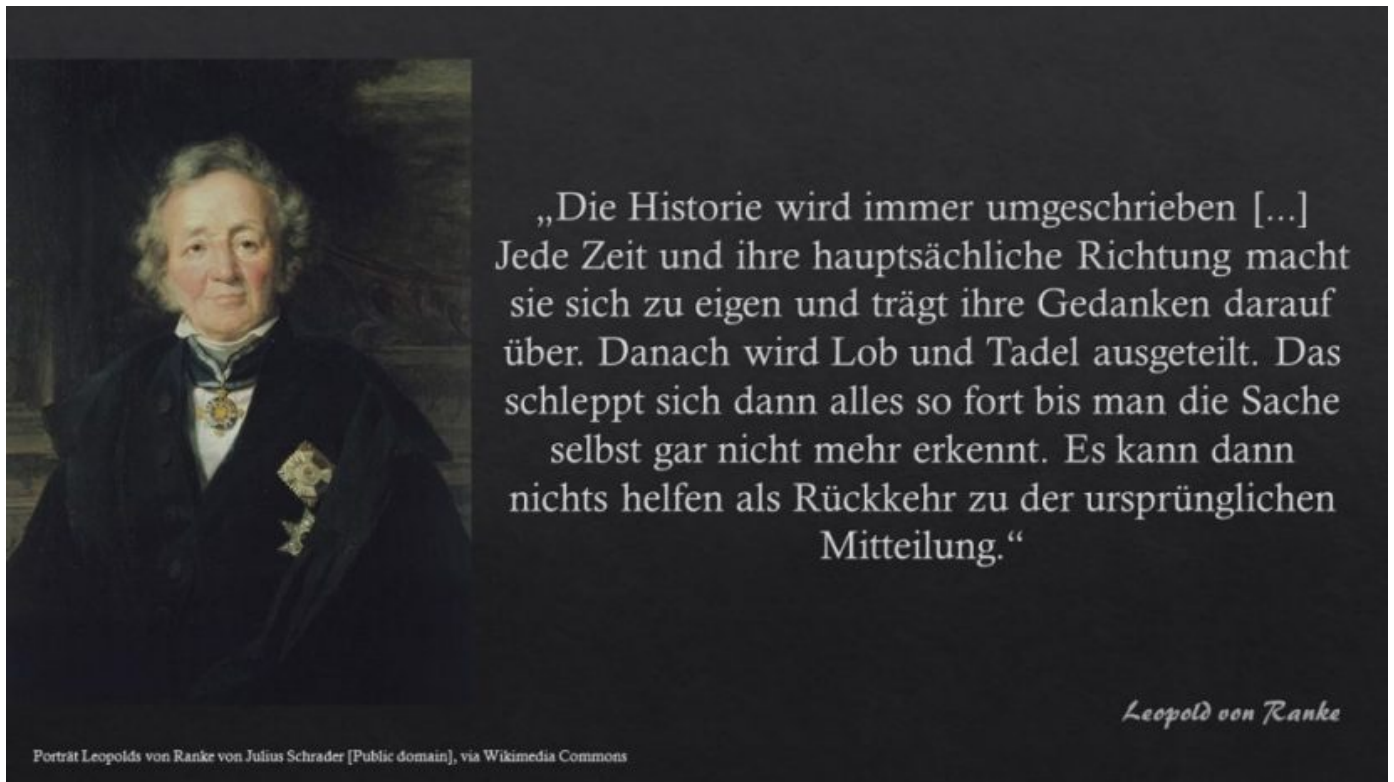 „Die Historie wird immer umgeschrieben [...]
Jede Zeit und ihre hauptsächliche Richtung macht
sie sich zu eigen und trägt ihre Gedanken darauf
über. Danach wird Lob und Tadel ausgeteilt. Das
schleppt sich dann alles so fort bis man die Sache
selbst gar nicht mehr erkennt. Es kann dann
nichts helfen als Rückkehr zu der ursprünglichen
Mitteilung.“
Leopold von Ranke
Porträt Leopolds von Ranke von Julius Schrader [Public domain], via Wikimedia Commons